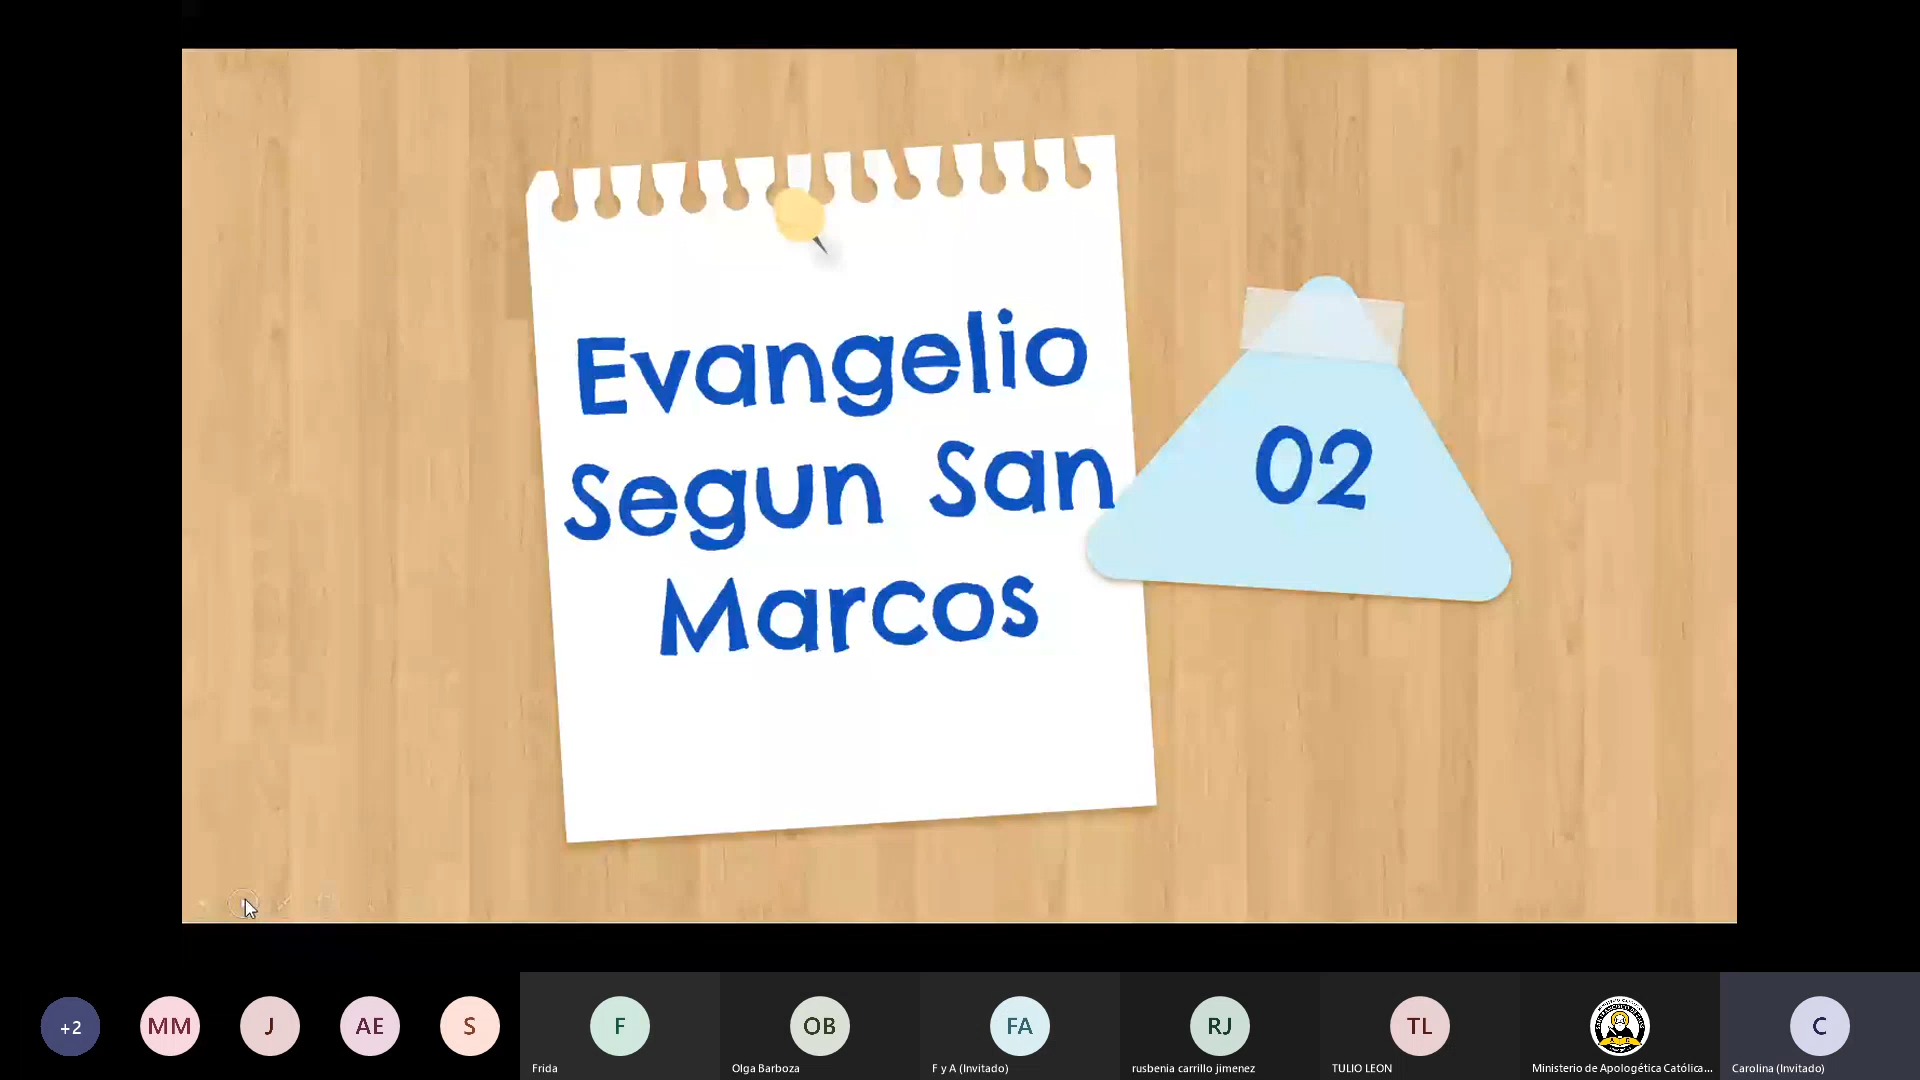 Evangelio
Segun San
Marcos
02
+2
MM
J
AE
S
F
OB
FA
RJ
TL
C
Frida
Olga Barboza
F y A (Invitado)
rusbenia carrillo jimenez
TULIO LEON
Ministerio de Apologética Católica...
Carolina (Invitado)